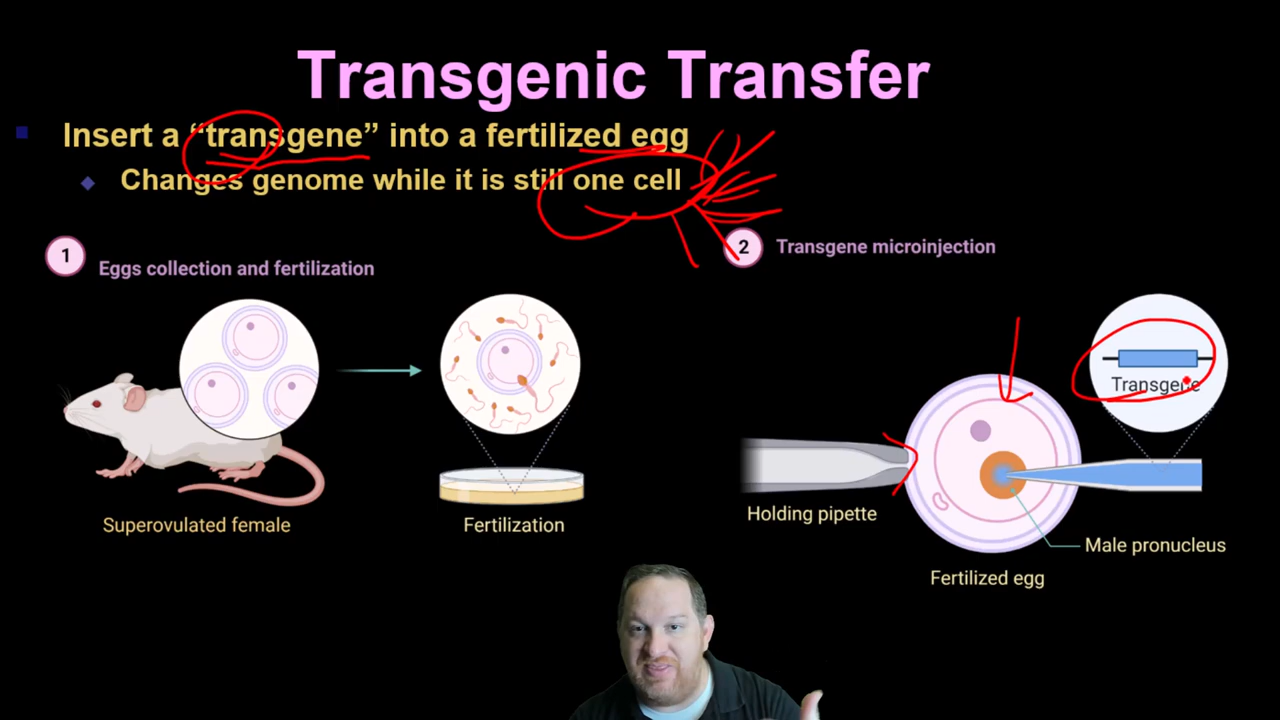 Transgenic Transfer
Insert a “transgene” into a fertilized egg
Changes genome while it is still one cell
1
Eggs collection and fertilization
2
Transgene microinjection
Transgene
Superovulated female
Fertilization
Holding pipette
Male pronucleus
Fertilized egg